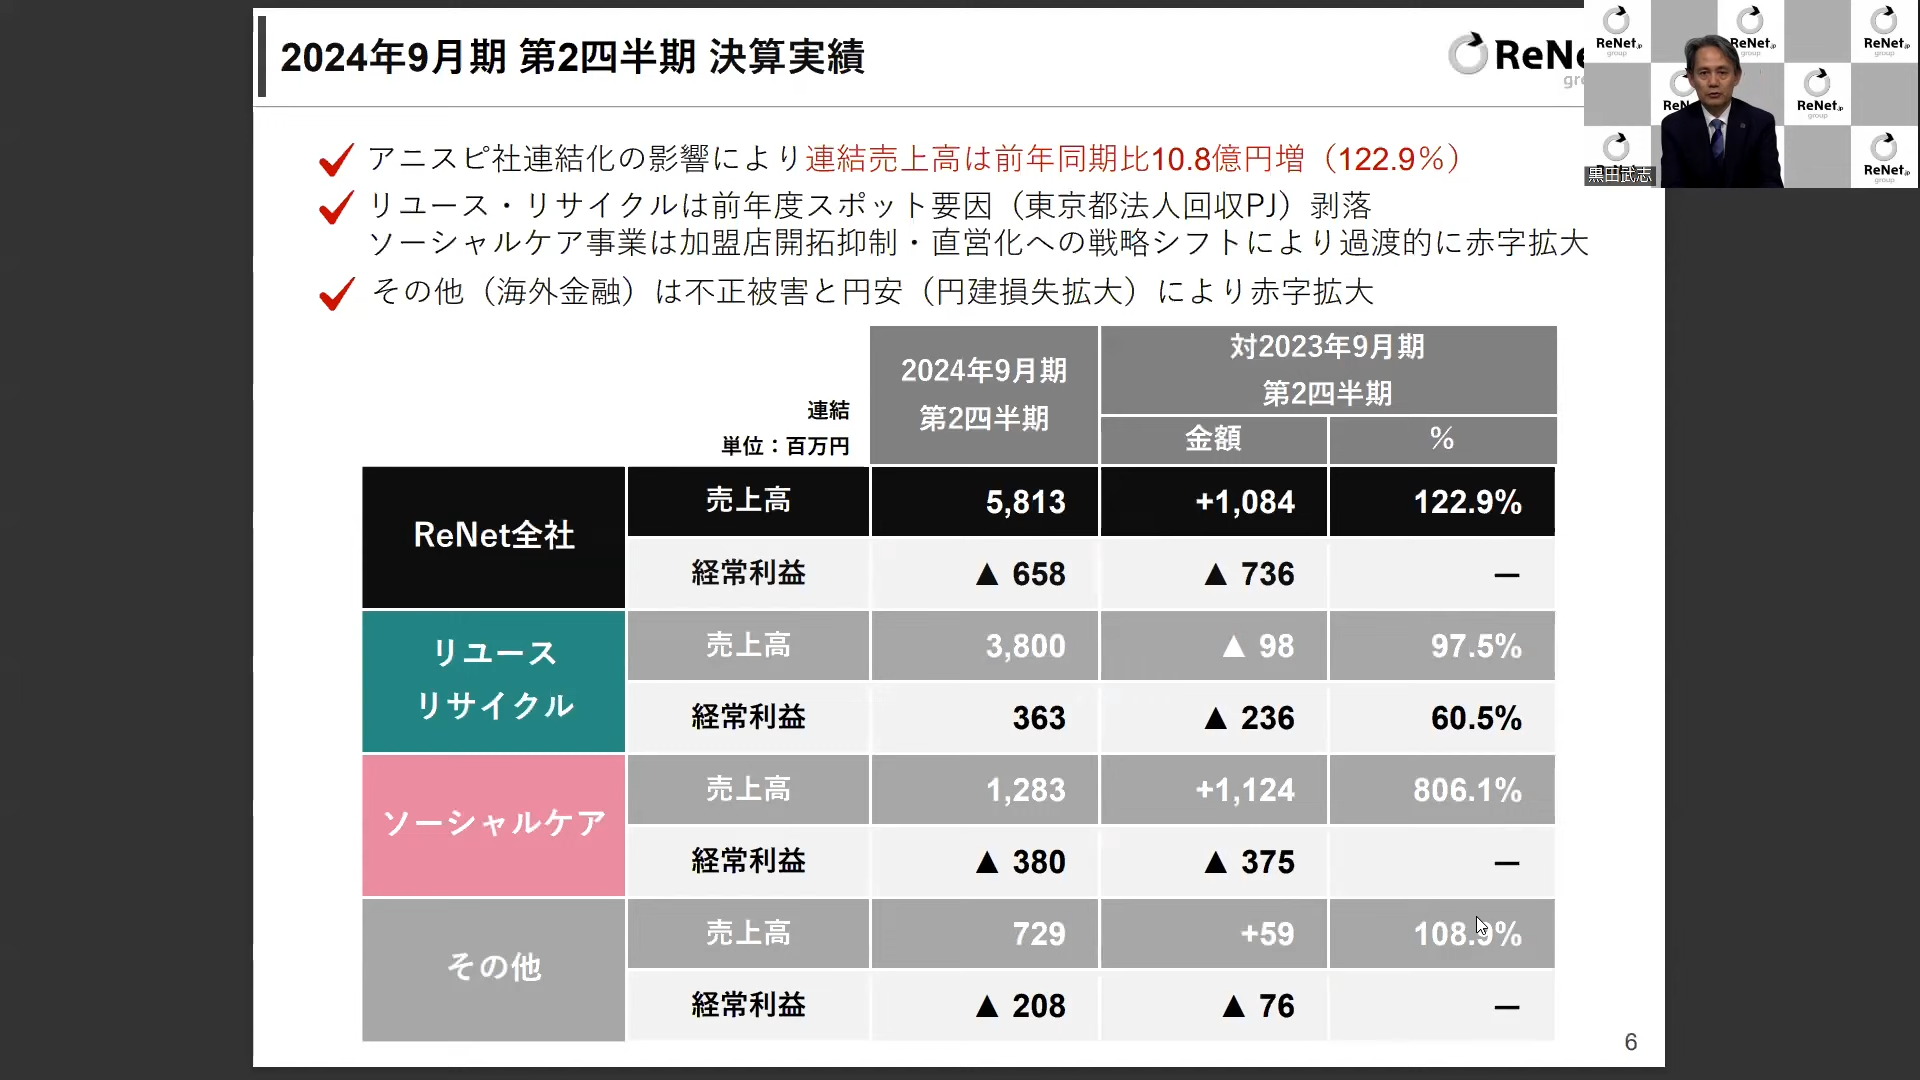 2024年9月期 第2四半期 決算実績
ReNe
gr
アニスピ社連結化の影響により連結売上高は前年同期比10.8億円増（122.9%）
リユース・リサイクルは前年度スポット要因（東京都法人回収PJ）剥落
ソーシャルケア事業は加盟店開拓抑制・直営化への戦略シフトにより過渡的に赤字拡大
その他（海外金融）は不正被害と円安（円建損失拡大）により赤字拡大
連結
単位：百万円
2024年9月期
第2四半期
対2023年9月期
第2四半期
金額 %
ReNet全社
売上高 5,813 +1,084 122.9%
経常利益 ▲ 658 ▲ 736 ―
リユース
リサイクル
売上高 3,800 ▲ 98 97.5%
経常利益 363 ▲ 236 60.5%
ソーシャルケア
売上高 1,283 +1,124 806.1%
経常利益 ▲ 380 ▲ 375 ―
その他
売上高 729 +59 108.9%
経常利益 ▲ 208 ▲ 76 ―
6
ReNet.jp
group
ReNet.jp
ReNet.jp
group
ReN
ReNet.jp
group
ReNet.jp
group
黒田武志